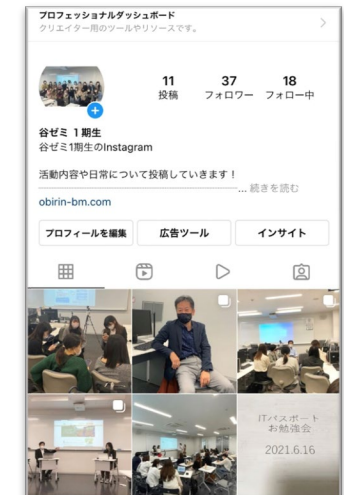 プロフェッショナルダッシュボード
クリエイター用のツールやリソースです。
11 37 18
投稿 フォロワー フォロー中
谷ゼミ 1期生
谷ゼミ1期生のInstagram
活動内容や日常について投稿していきます！
... 続きを読む
obirin-bm.com
プロフィールを編集 広告ツール インサイト
ITパスポート
お勉強会
2021.6.16